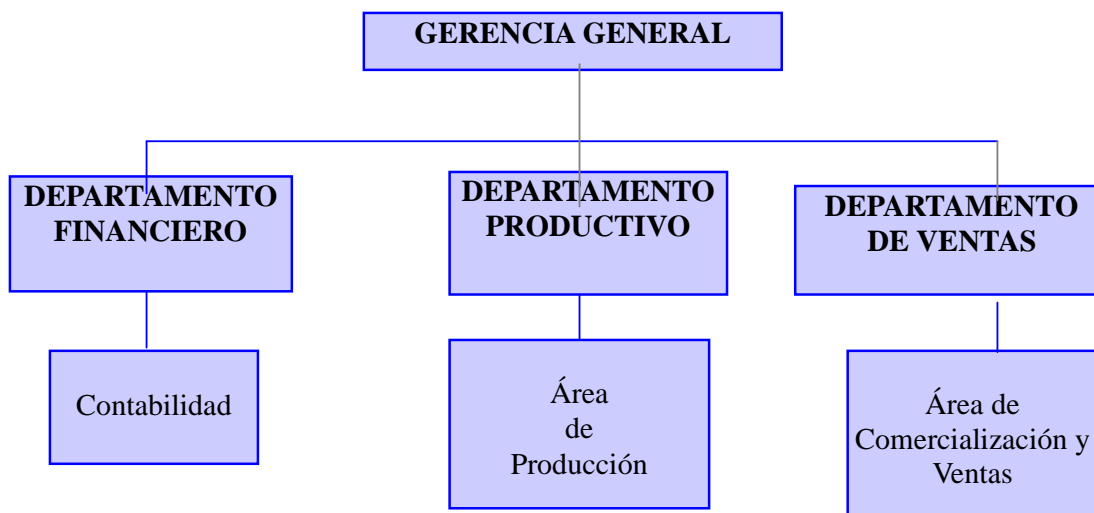 GERENCIA GENERAL
DEPARTAMENTO
FINANCIERO
DEPARTAMENTO
PRODUCTIVO
DEPARTAMENTO
DE VENTAS
Contabilidad
Área
de
Producción
Área de
Comercialización y
Ventas